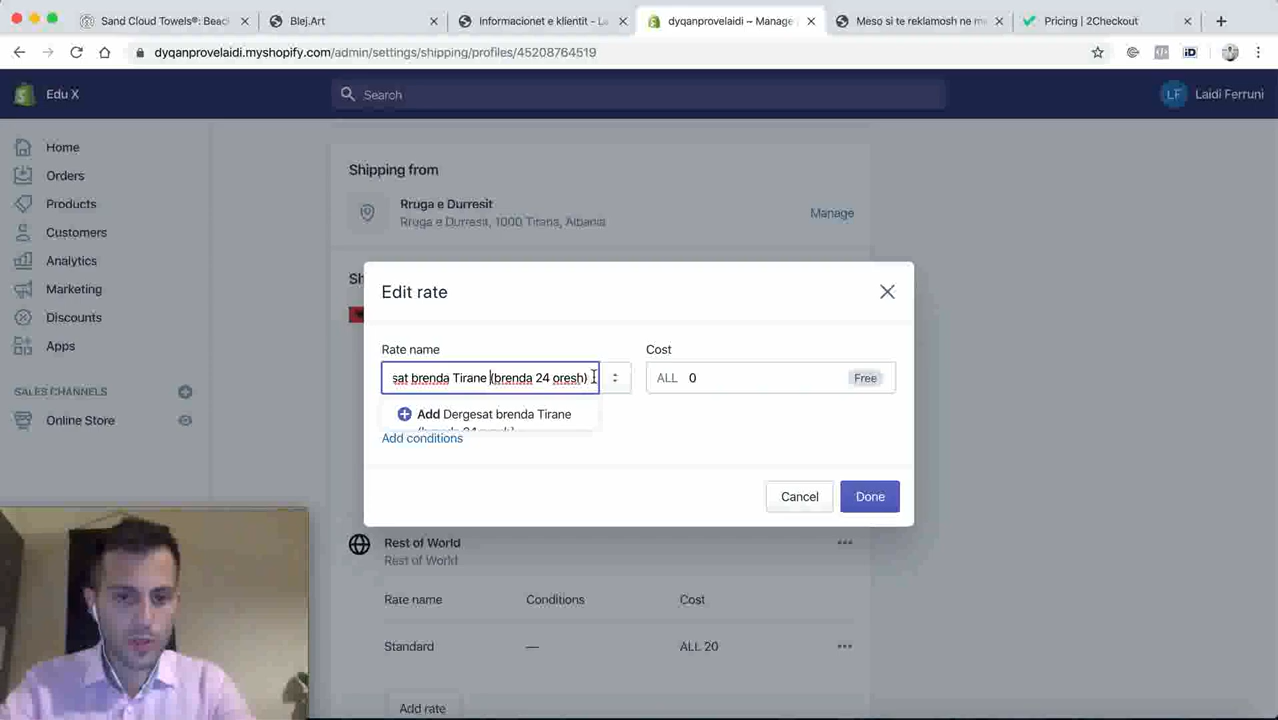 Sand Cloud Towels®: Beac
Blej.Art
Informacionet e klientit - La
dyqanprovelaidi ~ Manage
Meso si te reklamosh ne m
Pricing | 2Checkout
dyqanprovelaidi.myshopify.com/admin/settings/shipping/profiles/45208764519
Edu X
Search
LF
Laidi Ferruni
Home
Orders
Products
Customers
Analytics
Marketing
Discounts
Apps
SALES CHANNELS
Online Store
Shipping from
Rruga e Durresit
Rruga e Durresit, 1000 Tirana, Albania
Manage
Sh
Edit rate
Rate name
Cost
sat brenda Tirane (brenda 24 oresh)
ALL 0
Free
Add Dergesat brenda Tirane
(brenda 24 oresh)
Add conditions
Cancel
Done
Rest of World
Rest of World
Rate name
Conditions
Cost
Standard
—
ALL 20
Add rate